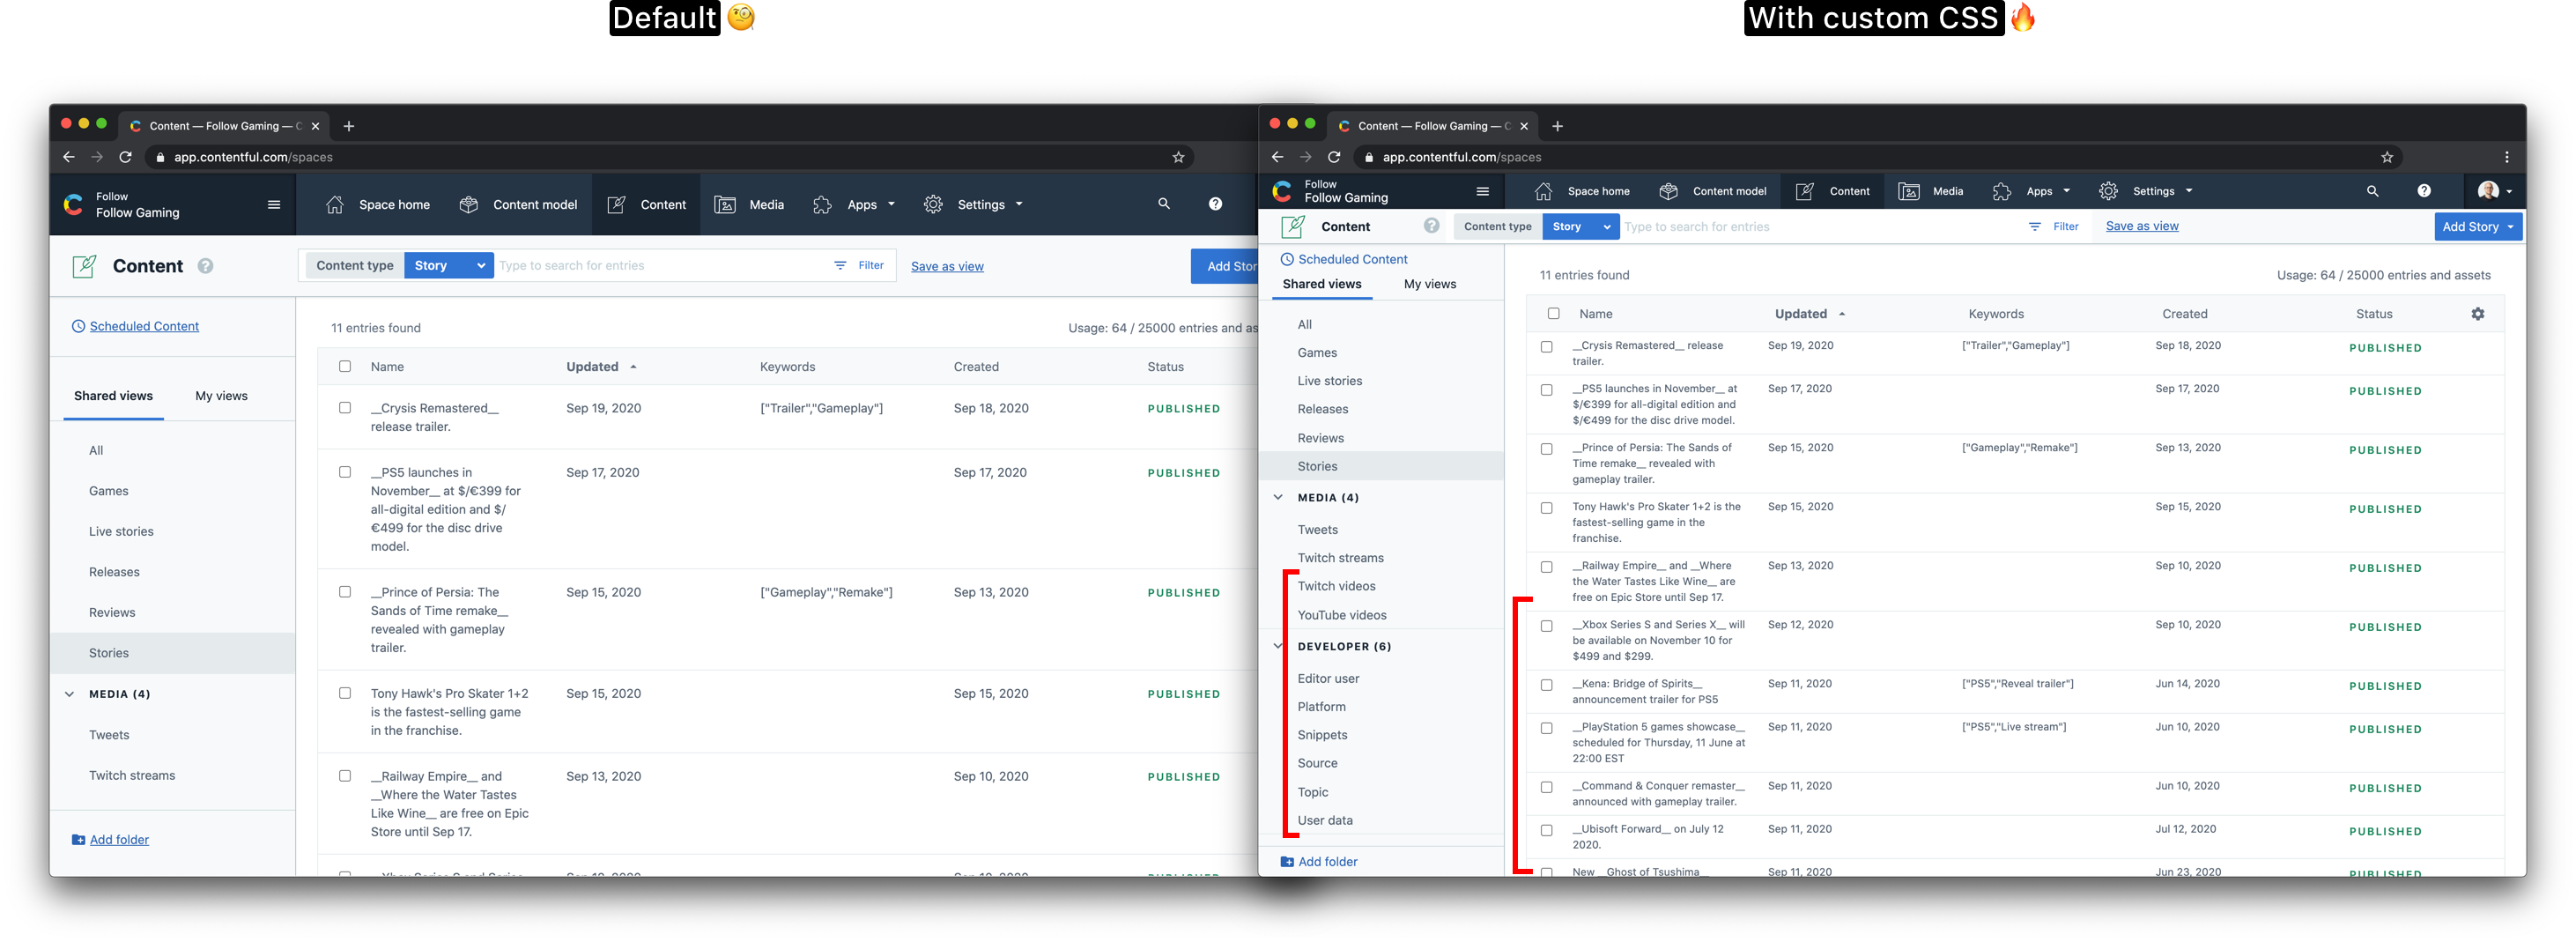 Default
With custom CSS
Content — Follow Gaming — C
app.contentful.com/spaces
Follow
Follow Gaming
Space home
Content model
Content
Media
Apps
Settings
Content
Content type
Story
Type to search for entries
Filter
Save as view
Add Stor
Scheduled Content
Shared views
My views
All
Games
Live stories
Releases
Reviews
Stories
MEDIA (4)
Tweets
Twitch streams
Add folder
11 entries found
Usage: 64 / 25000 entries and as
Name Updated Keywords Created Status
__Crysis Remastered__ Sep 19, 2020 ["Trailer","Gameplay"] Sep 18, 2020 PUBLISHED
release trailer.
__PS5 launches in Sep 17, 2020 Sep 17, 2020 PUBLISHED
November__ at $/€399 for
all-digital edition and $/
€499 for the disc drive
model.
__Prince of Persia: The Sep 15, 2020 ["Gameplay","Remake"] Sep 13, 2020 PUBLISHED
Sands of Time remake__
revealed with gameplay
trailer.
Tony Hawk's Pro Skater 1+2 Sep 15, 2020 Sep 15, 2020 PUBLISHED
is the fastest-selling game
in the franchise.
__Railway Empire__ and Sep 13, 2020 Sep 10, 2020 PUBLISHED
__Where the Water Tastes
Like Wine__ are free on Epic
Store until Sep 17.
Content — Follow Gaming — C
app.contentful.com/spaces
Follow
Follow Gaming
Space home
Content model
Content
Media
Apps
Settings
Content
Content type
Story
Type to search for entries
Filter
Save as view
Add Story
Scheduled Content
Shared views
My views
All
Games
Live stories
Releases
Reviews
Stories
MEDIA (4)
Tweets
Twitch streams
Twitch videos
YouTube videos
DEVELOPER (6)
Editor user
Platform
Snippets
Source
Topic
User data
Add folder
11 entries found
Usage: 64 / 25000 entries and assets
Name Updated Keywords Created Status
__Crysis Remastered__ release Sep 19, 2020 ["Trailer","Gameplay"] Sep 18, 2020 PUBLISHED
trailer.
__PS5 launches in November__ at Sep 17, 2020 Sep 17, 2020 PUBLISHED
$/€399 for all-digital edition and
$/€499 for the disc drive model.
__Prince of Persia: The Sands of Sep 15, 2020 ["Gameplay","Remake"] Sep 13, 2020 PUBLISHED
Time remake__ revealed with
gameplay trailer.
Tony Hawk's Pro Skater 1+2 is the Sep 15, 2020 Sep 15, 2020 PUBLISHED
fastest-selling game in the
franchise.
__Railway Empire__ and __Where Sep 13, 2020 Sep 10, 2020 PUBLISHED
the Water Tastes Like Wine__ are
free on Epic Store until Sep 17.
__Xbox Series S and Series X__ will Sep 12, 2020 Sep 10, 2020 PUBLISHED
be available on November 10 for
$499 and $299.
__Kena: Bridge of Spirits__ Sep 11, 2020 ["PS5","Reveal trailer"] Jun 14, 2020 PUBLISHED
announcement trailer for PS5
__PlayStation 5 games showcase__ Sep 11, 2020 ["PS5","Live stream"] Jun 10, 2020 PUBLISHED
scheduled for Thursday, 11 June at
22:00 EST
__Command & Conquer remaster__ Sep 11, 2020 Jun 10, 2020 PUBLISHED
announced with gameplay trailer.
__Ubisoft Forward__ on July 12 Sep 11, 2020 Jul 12, 2020 PUBLISHED
2020.
New __Ghost of Tsushima__ Sep 11, 2020 Jun 23, 2020 PUBLISHED